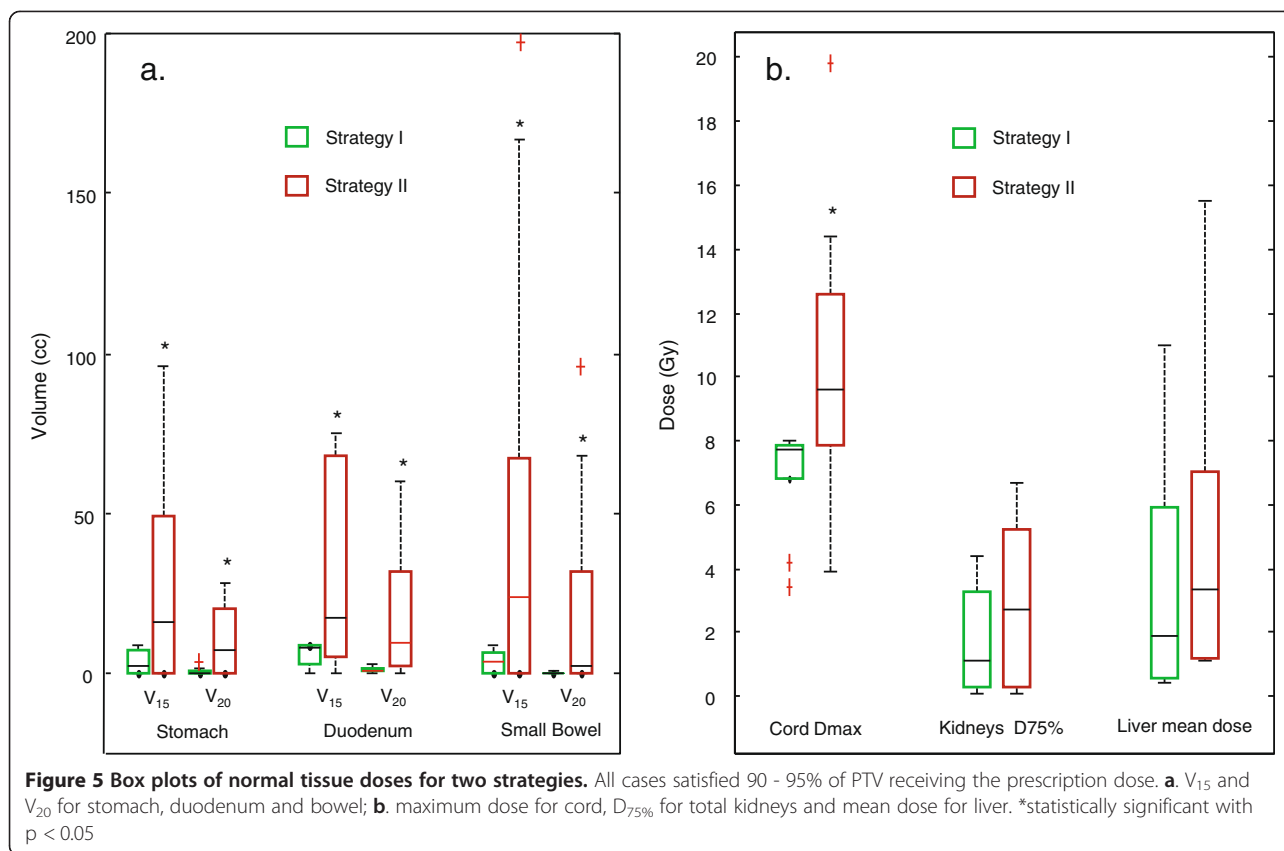 200
150
100
50
0
Volume (cc)
a.
Strategy I
Strategy II
*
*
*
*
*
*
V15
V20
V15
V20
V15
V20
Stomach
Duodenum
Small Bowel
20
18
16
14
12
10
8
6
4
2
0
Dose (Gy)
b.
Strategy I
Strategy II
*
Cord Dmax
Kidneys D75%
Liver mean dose
Figure 5 Box plots of normal tissue doses for two strategies. All cases satisfied 90 - 95% of PTV receiving the prescription dose. a. V15 and
V20 for stomach, duodenum and bowel; b. maximum dose for cord, D75% for total kidneys and mean dose for liver. *statistically significant with
p < 0.05